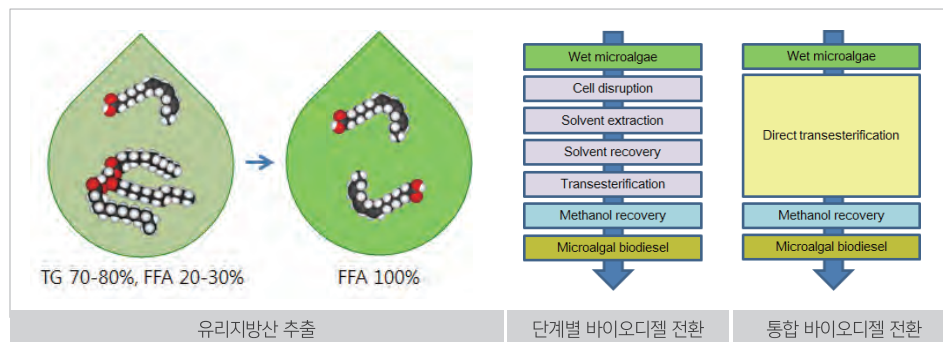 TG 70-80%, FFA 20-30%
FFA 100%
유리지방산 추출
Wet microalgae
Cell disruption
Solvent extraction
Solvent recovery
Transesterification
Methanol recovery
Microalgal biodiesel
단계별 바이오디젤 전환
Wet microalgae
Direct transesterification
Methanol recovery
Microalgal biodiesel
통합 바이오디젤 전환